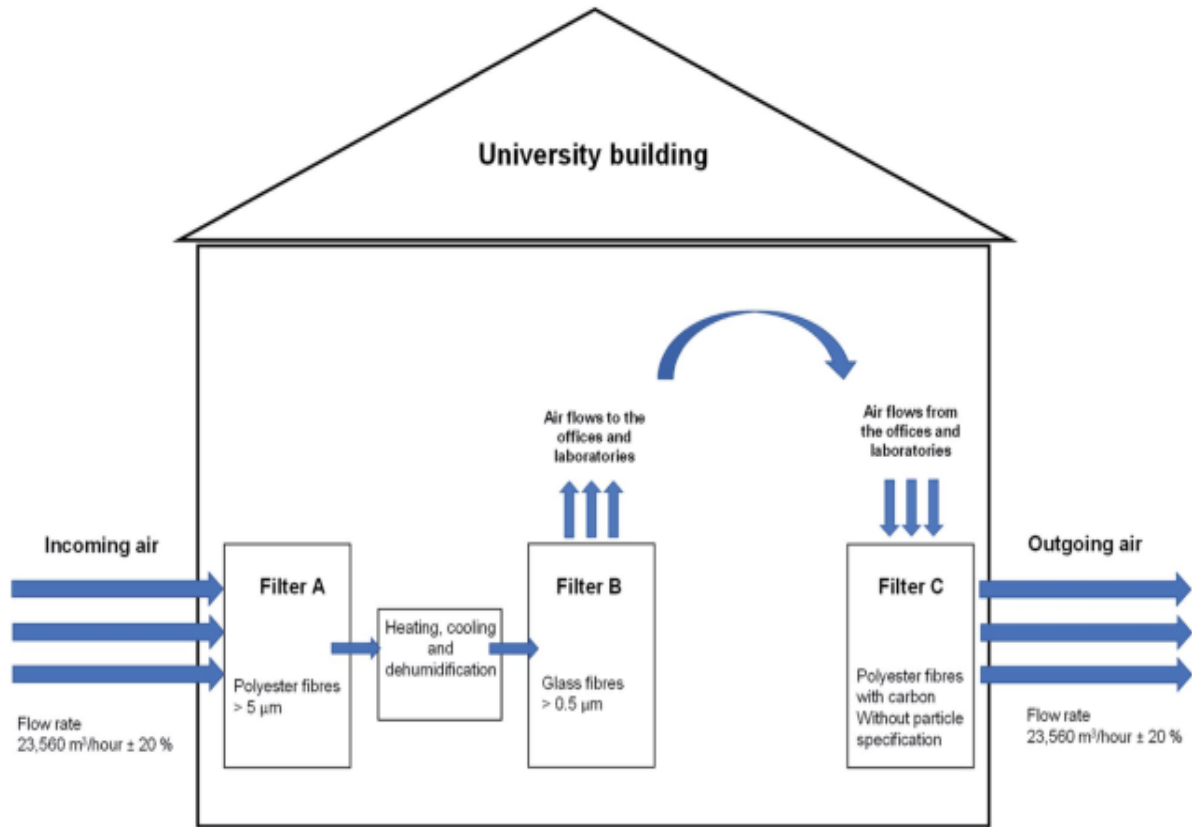 University building
Air flows to the
offices and
laboratories
Air flows from
the offices and
laboratories
Incoming air
Outgoing air
Filter A
Polyester fibres
> 5 µm
Heating, cooling
and
dehumidification
Filter B
Glass fibres
> 0.5 µm
Filter C
Polyester fibres
with carbon
Without particle
specification
Flow rate
23,560 m³/hour ± 20 %
Flow rate
23,560 m³/hour ± 20 %